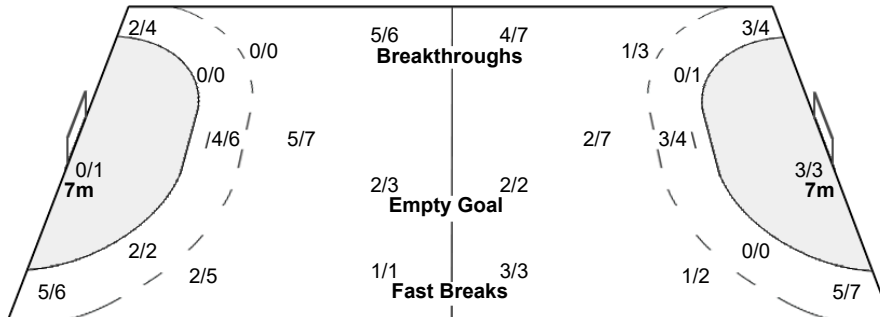 2/4 5/6 4/7 3/4
0/0 Breakthroughs 1/3
0/0 0/1
4/6 5/7 2/7 3/4
0/1 3/3
7m 7m
2/3 2/2
Empty Goal
2/2 0/0
2/5 1/1 3/3 1/2
5/6 Fast Breaks 5/7